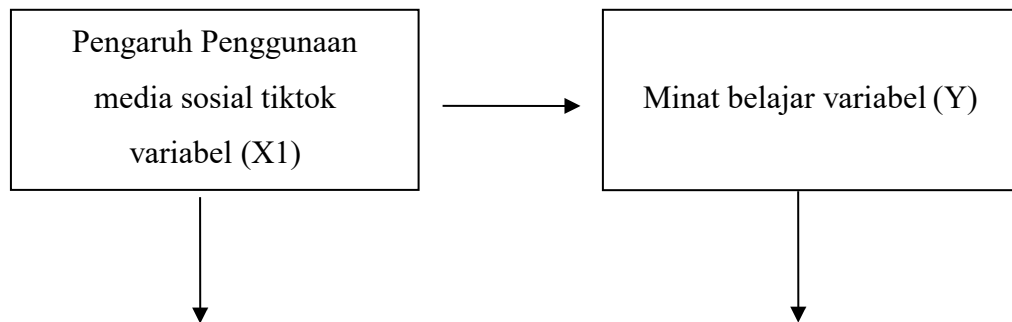 Pengaruh Penggunaan
media sosial tiktok
variabel (X1)
Minat belajar variabel (Y)